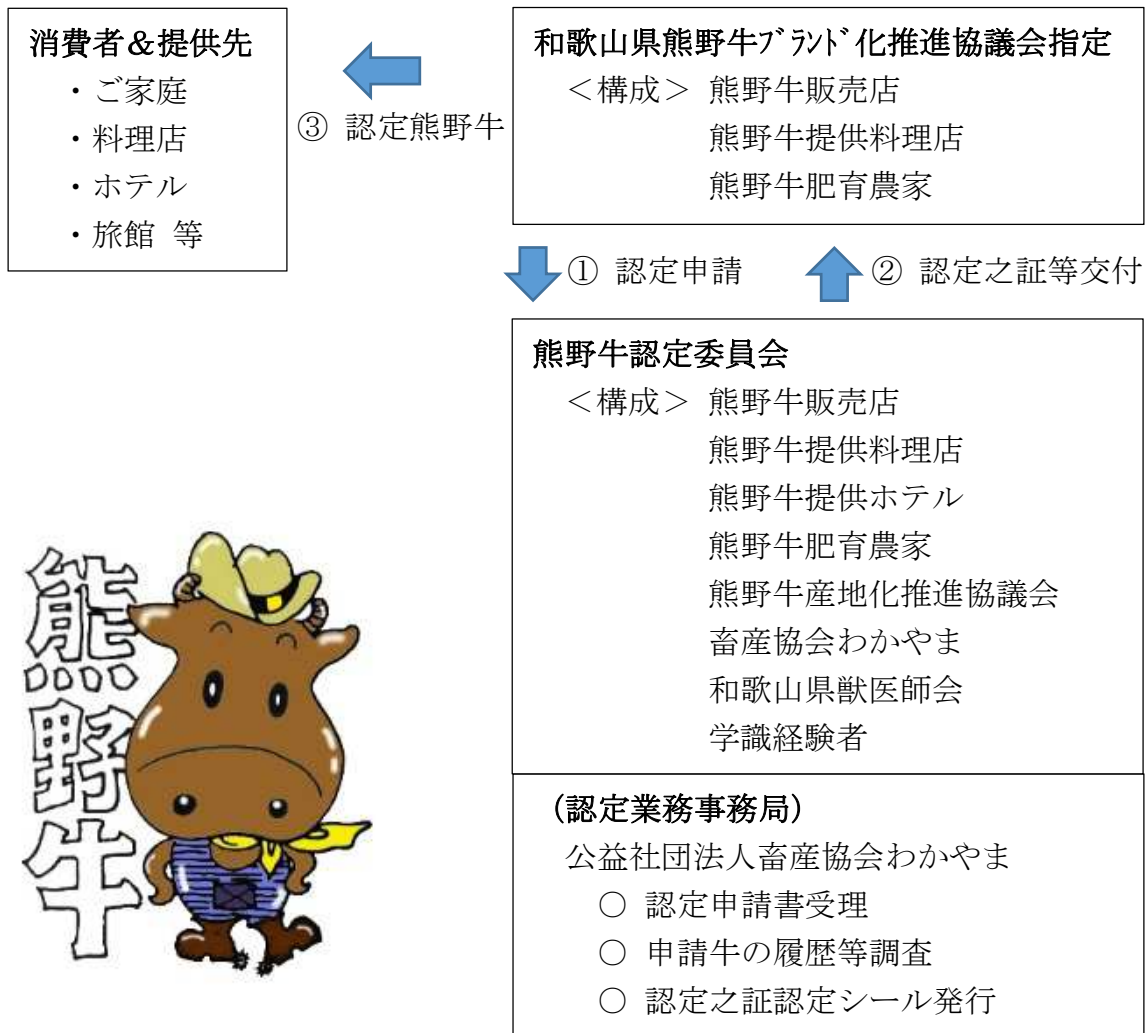 消費者＆提供先
・ご家庭
・料理店
・ホテル
・旅館 等
③ 認定熊野牛
和歌山県熊野牛ﾌﾞﾗﾝﾄﾞ化推進協議会指定
＜構成＞ 熊野牛販売店
熊野牛提供料理店
熊野牛肥育農家
① 認定申請
② 認定之証等交付
熊野牛認定委員会
＜構成＞ 熊野牛販売店
熊野牛提供料理店
熊野牛提供ホテル
熊野牛肥育農家
熊野牛産地化推進協議会
畜産協会わかやま
和歌山県獣医師会
学識経験者
（認定業務事務局）
公益社団法人畜産協会わかやま
○ 認定申請書受理
○ 申請牛の履歴等調査
○ 認定之証認定シール発行
熊野牛